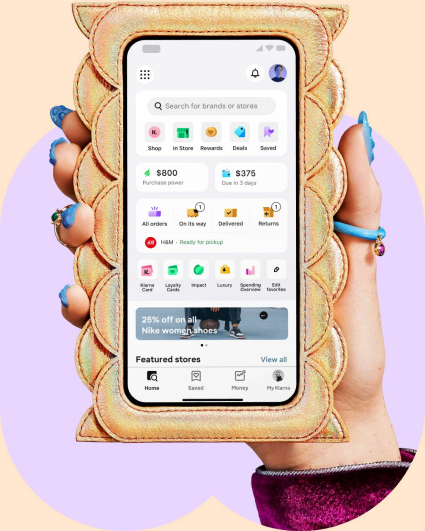 Search for brands or stores
K.
Shop
In Store
Rewards
Deals
Saved
$800
Purchase power
$375
Due in 3 days
1
1
All orders
On its way
Delivered
Returns
H&M
H&M · Ready for pickup
Klarna Card
Loyalty Cards
Impact
Luxury
Spending Overview
Edit favorites
25% off on all
Nike women shoes
Featured stores
View all
Home
Saved
Money
My Klarna